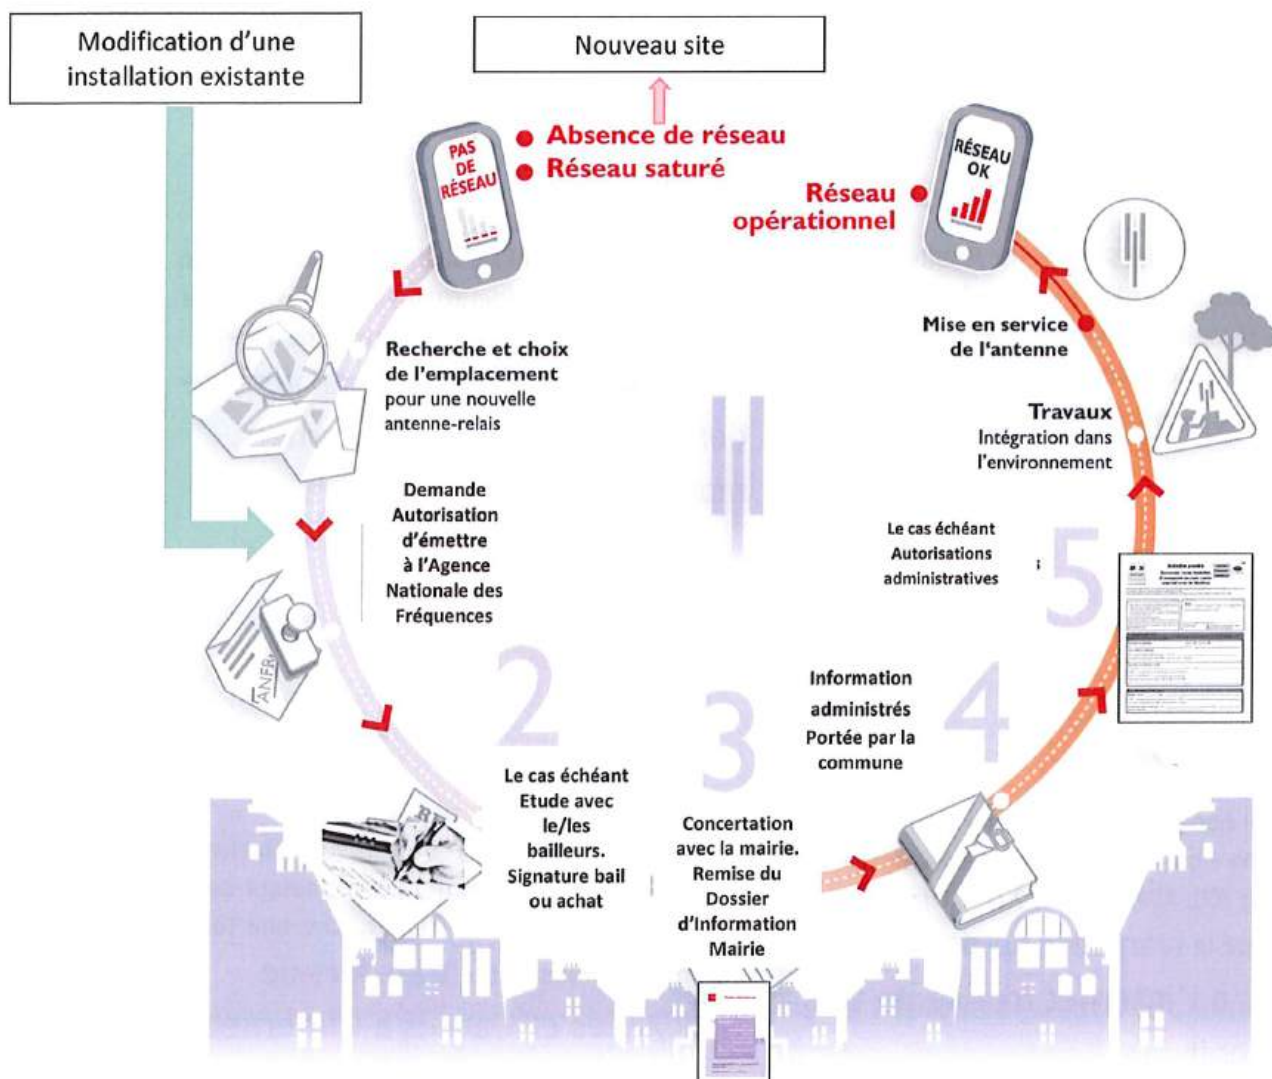 Modification d'une
installation existante
Nouveau site
PAS
DE
RÉSEAU
Absence de réseau
Réseau saturé
RÉSEAU
OK
Réseau
opérationnel
Mise en service
de l'antenne
Recherche et choix
de l'emplacement
pour une nouvelle
antenne-relais
Travaux
Intégration dans
l'environnement
Demande
Autorisation
d'émettre
à l'Agence
Nationale des
Fréquences
ANFR
Le cas échéant
Autorisations
administratives
5
2
3
4
Information
administrés
Portée par la
commune
Le cas échéant
Etude avec
le/les
bailleurs.
Signature bail
ou achat
Concertation
avec la mairie.
Remise du
Dossier
d'Information
Mairie